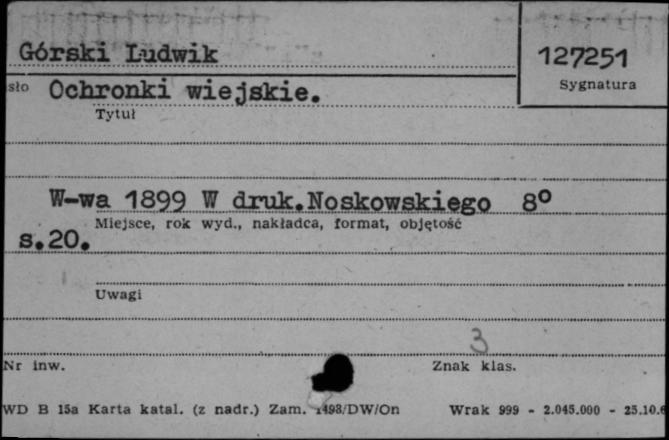 Górski Ludwik
127251
Sygnatura
sło Ochronki wiejskie.
Tytuł
W-wa 1899 W druk.Noskowskiego 8º
Miejsce, rok wyd., nakładca, format, objętość
s.20.
Uwagi
3
Nr inw.
Znak klas.
WD B 15a Karta katal. (z nadr.) Zam. 1498/DW/On Wrak 999 - 2.045.000 - 25.10.6